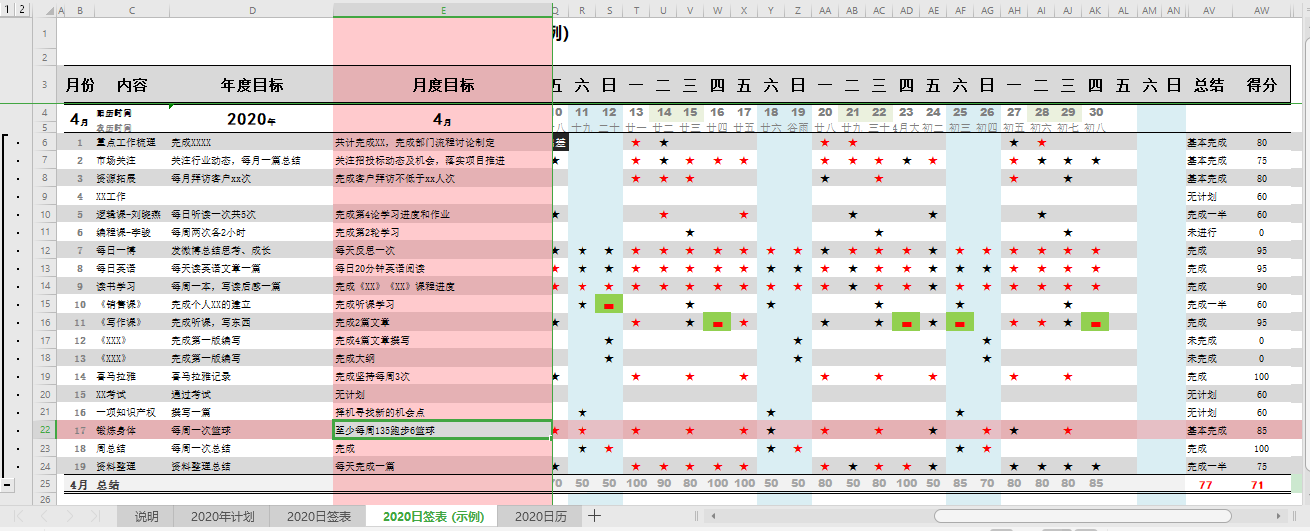 1 2
A B C D E Q R S T U V W X Y Z AA AB AC AD AE AF AG AH AI AJ AK AL AM AN AV AW
1 例)
2
3 月份 内容 年度目标 月度目标 五 六 日 一 二 三 四 五 六 日 一 二 三 四 五 六 日 一 二 三 四 五 六 日 总结 得分
4 4月 阳历时间 2020年 4月 0 11 12 13 14 15 16 17 18 19 20 21 22 23 24 25 26 27 28 29 30
5 农历时间 八 十九 二十 廿一 廿二 廿三 廿四 廿五 廿六 谷雨 廿八 廿九 三十 4月大 初二 初三 初四 初五 初六 初七 初八
6 1 重点工作梳理 完成XXXX 共计完成XX，完成部门流程讨论制定 签 ★ ★ ★ ★ ★ ★ 基本完成 80
7 2 市场关注 关注行业动态，每月一篇总结 关注招投标动态及机会，落实项目推进 ★ ★ ★ ★ ★ ★ ★ ★ ★ ★ ★ ★ ★ ★ ★ 基本完成 75
8 3 资源拓展 每月拜访客户xx次 完成客户拜访不低于xx人次 ★ ★ ★ ★ ★ ★ ★ 基本完成 80
9 4 XX工作 无计划 60
10 5 逻辑课-刘晓燕 每日听读一次共5次 完成第4论学习进度和作业 ★ ★ ★ ★ ★ ★ 完成一半 60
11 6 编程课-李骏 每周两次各2小时 完成第2轮学习 ★ ★ ★ 未进行 0
12 7 每日一博 发微博总结思考、成长 每天反思一次 ★ ★ ★ ★ ★ ★ ★ ★ ★ ★ ★ ★ ★ ★ ★ ★ ★ ★ ★ ★ ★ 完成 95
13 8 每日英语 每天读英语文章一篇 每日20分钟英语阅读 ★ ★ ★ ★ ★ ★ ★ ★ ★ ★ ★ ★ ★ ★ ★ ★ ★ ★ ★ ★ ★ 完成 95
14 9 读书学习 每周一本，写读后感一篇 完成《XX》《XX》课程进度 ★ ★ ★ ★ ★ ★ ★ ★ ★ ★ ★ ★ ★ ★ ★ ★ ★ ★ ★ ★ ★ 完成 90
15 10 《销售课》 完成个人XX的建立 完成听课学习 ★ ★ ★ ★ ★ ★ 完成一半 60
16 11 《写作课》 完成听课，写东西 完成2篇文章 ★ ★ ★ ★ ★ ★ ★ ★ ★ ★ 完成 95
17 12 《XXX》 完成第一版编写 完成4篇文章撰写 ★ ★ ★ 未完成 0
18 13 《XXX》 完成第一版编写 完成大纲 ★ ★ ★ 未完成 0
19 14 喜马拉雅 喜马拉雅记录 完成坚持每周3次 ★ ★ ★ ★ ★ ★ ★ ★ ★ 完成 100
20 15 XX考试 通过考试 无计划 无计划 60
21 16 一项知识产权 撰写一篇 择机寻找新的机会点 ★ ★ ★ 无计划 60
22 17 锻炼身体 每周一次篮球 至少每周135跑步6篮球 ★ ★ ★ ★ ★ ★ ★ ★ ★ ★ ★ 基本完成 85
23 18 周总结 每周一次总结 完成 ★ ★ ★ ★ ★ ★ 完成 100
24 19 资料整理 资料整理总结 每天完成一篇 ★ ★ ★ ★ ★ ★ ★ ★ ★ ★ ★ ★ ★ ★ ★ 完成一半 75
25 4月 总结 70 50 50 100 90 80 100 100 50 50 100 80 80 100 50 85 70 80 80 80 85 77 71
26
说明 2020年计划 2020日签表 2020日签表 (示例) 2020日历